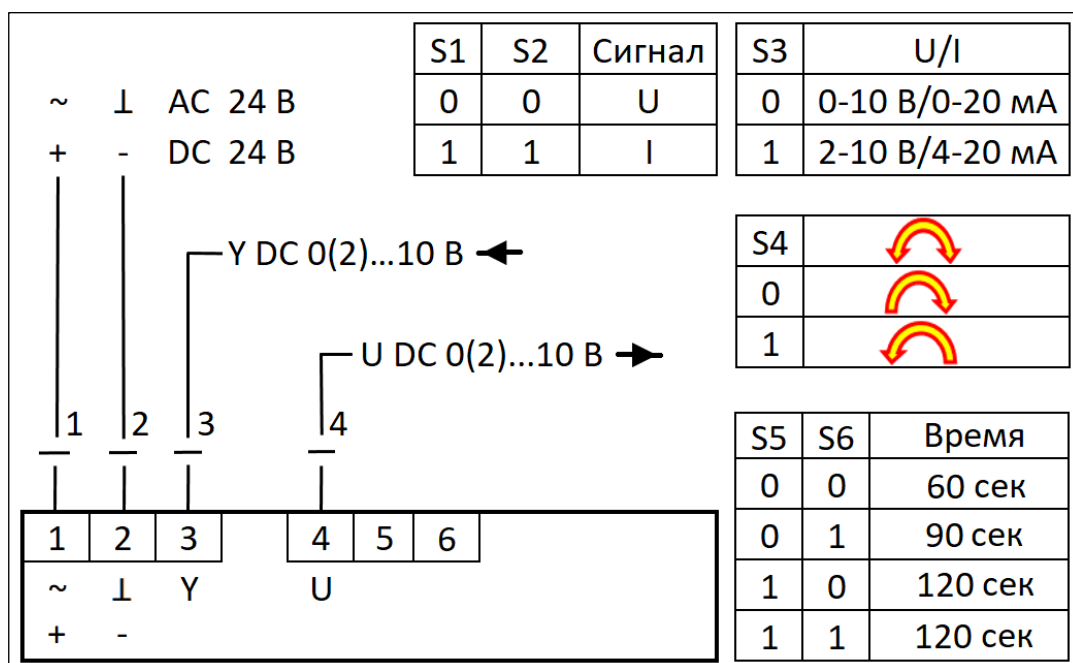 ~ ⊥ AC 24 В
+ - DC 24 В
S1 S2 Сигнал
0 0 U
1 1 I
S3 U/I
0 0-10 В/0-20 мА
1 2-10 В/4-20 мА
Y DC 0(2)...10 В
U DC 0(2)...10 В
S4
0
1
1 2 3 4
1 2 3 4 5 6
~ ⊥ Y U
+ -
S5 S6 Время
0 0 60 сек
0 1 90 сек
1 0 120 сек
1 1 120 сек